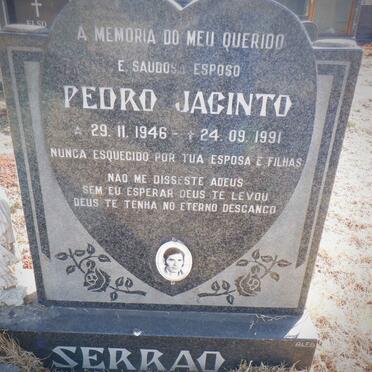 ELSO
A MEMORIA DO MEU QUERIDO
E SAUDOSO ESPOSO
PEDRO JACINTO
* 29. 11. 1946 - † 24. 09. 1991
NUNCA ESQUECIDO POR TUA ESPOSA E FILHAS
NAO ME DISSESTE ADEUS
SEM EU ESPERAR DEUS TE LEVOU
DEUS TE TENHA NO ETERNO DESCANCO
SERRAO